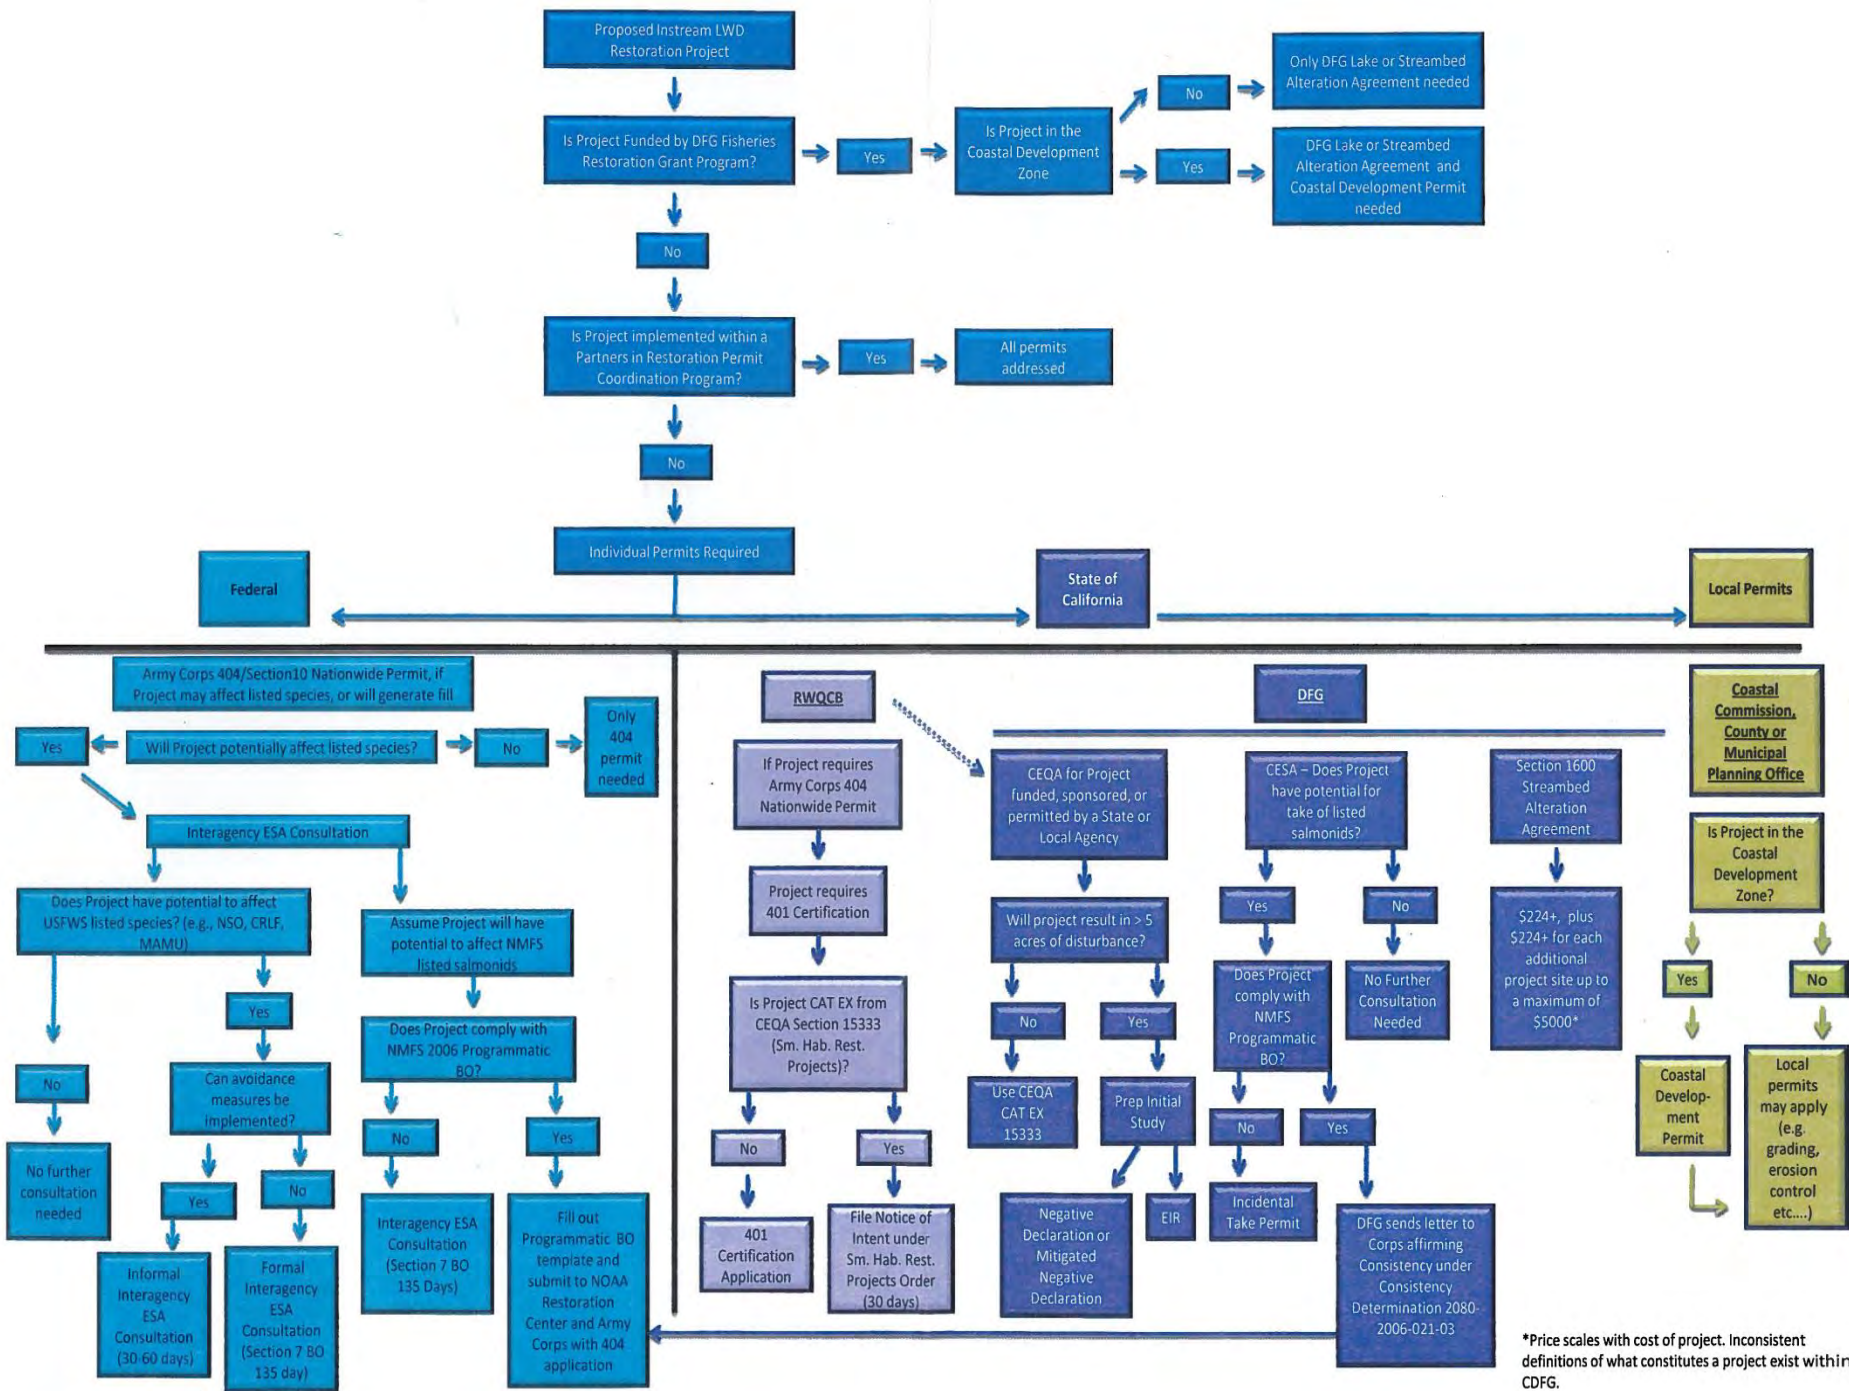 Proposed Instream LWD
Restoration Project
Is Project Funded by DFG Fisheries
Restoration Grant Program?
Yes
Is Project in the
Coastal Development
Zone
No
Only DFG Lake or Streambed
Alteration Agreement needed
Yes
DFG Lake or Streambed
Alteration Agreement and
Coastal Development Permit
needed
No
Is Project implemented within a
Partners in Restoration Permit
Coordination Program?
Yes
All permits
addressed
No
Individual Permits Required
Federal
State of
California
Local Permits
Army Corps 404/Section10 Nationwide Permit, if
Project may affect listed species, or will generate fill
Yes
Will Project potentially affect listed species?
No
Only
404
permit
needed
Interagency ESA Consultation
Does Project have potential to affect
USFWS listed species? (e.g., NSO, CRLF,
MAMU)
Assume Project will have
potential to affect NMFS
listed salmonids
No
Yes
Does Project comply with
NMFS 2006 Programmatic
BO?
No further
consultation
needed
Can avoidance
measures be
implemented?
Yes
No
No
Yes
Informal
Interagency
ESA
Consultation
(30-60 days)
Formal
Interagency
ESA
Consultation
(Section 7 BO
135 day)
Interagency ESA
Consultation
(Section 7 BO
135 Days)
Fill out
Programmatic BO
template and
submit to NOAA
Restoration
Center and Army
Corps with 404
application
RWQCB
If Project requires
Army Corps 404
Nationwide Permit
Project requires
401 Certification
Is Project CAT EX from
CEQA Section 15333
(Sm. Hab. Rest.
Projects)?
No
Yes
401
Certification
Application
File Notice of
Intent under
Sm. Hab. Rest.
Projects Order
(30 days)
DFG
CEQA for Project
funded, sponsored, or
permitted by a State or
Local Agency
Will project result in > 5
acres of disturbance?
No
Yes
Use CEQA
CAT EX
15333
Prep Initial
Study
Negative
Declaration or
Mitigated
Negative
Declaration
EIR
CESA – Does Project
have potential for
take of listed
salmonids?
Yes
No
Does Project
comply with
NMFS
Programmatic
BO?
No Further
Consultation
Needed
No
Yes
Incidental
Take Permit
DFG sends letter to
Corps affirming
Consistency under
Consistency
Determination 2080-
2006-021-03
Section 1600
Streambed
Alteration
Agreement
$224+, plus
$224+ for each
additional
project site up to
a maximum of
$5000*
Coastal
Commission,
County or
Municipal
Planning Office
Is Project in the
Coastal
Development
Zone?
Yes
No
Coastal
Develop-
ment
Permit
Local
permits
may apply
(e.g.
grading,
erosion
control
etc....)
*Price scales with cost of project. Inconsistent
definitions of what constitutes a project exist within
CDFG.